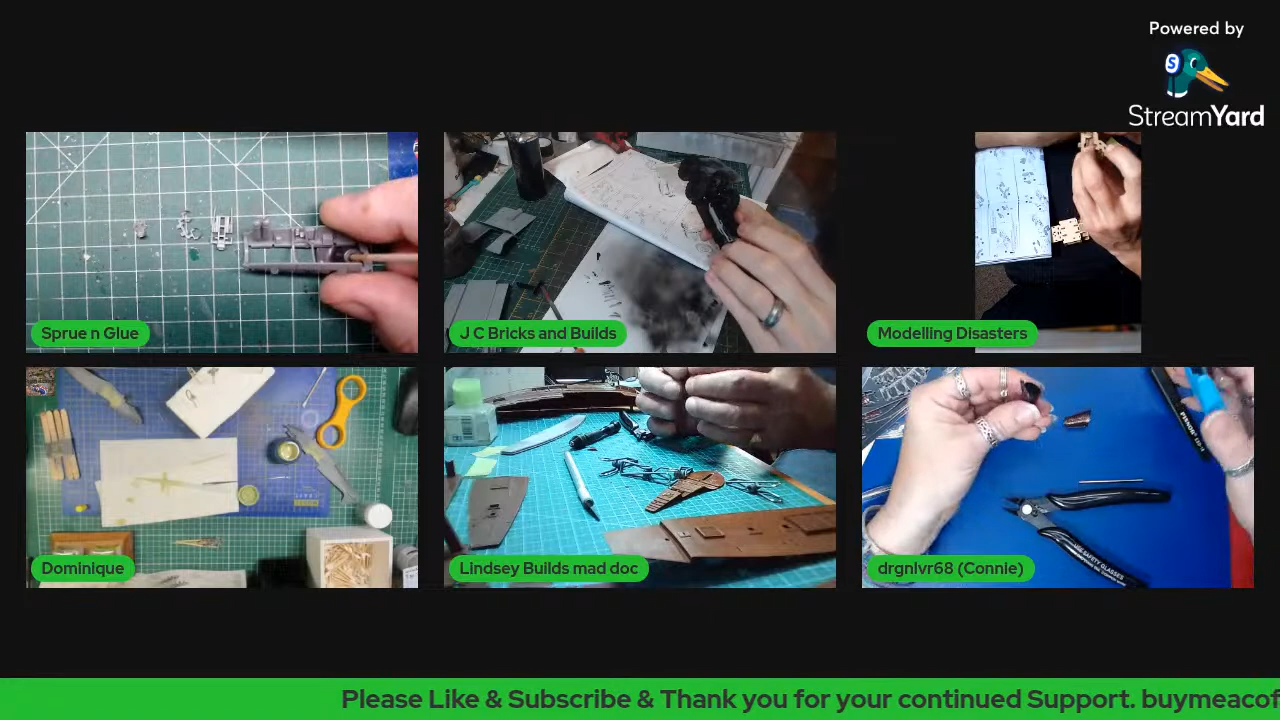 Powered by
StreamYard
Sprue n Glue
J C Bricks and Builds
Modelling Disasters
Dominique
Lindsey Builds mad doc
drgnlvr68 (Connie)
Please Like & Subscribe & Thank you for your continued Support. buymeacof